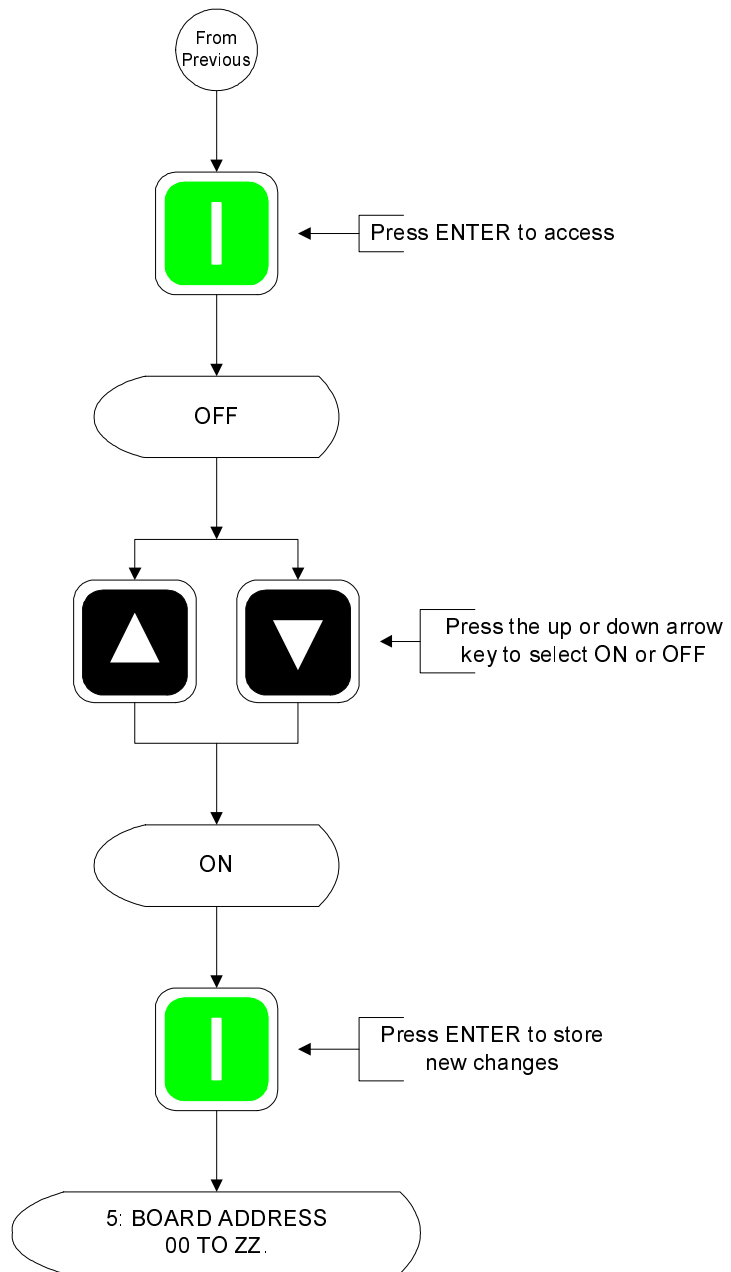 From
Previous
Press ENTER to access
OFF
Press the up or down arrow
key to select ON or OFF
ON
Press ENTER to store
new changes
5: BOARD ADDRESS
00 TO ZZ.